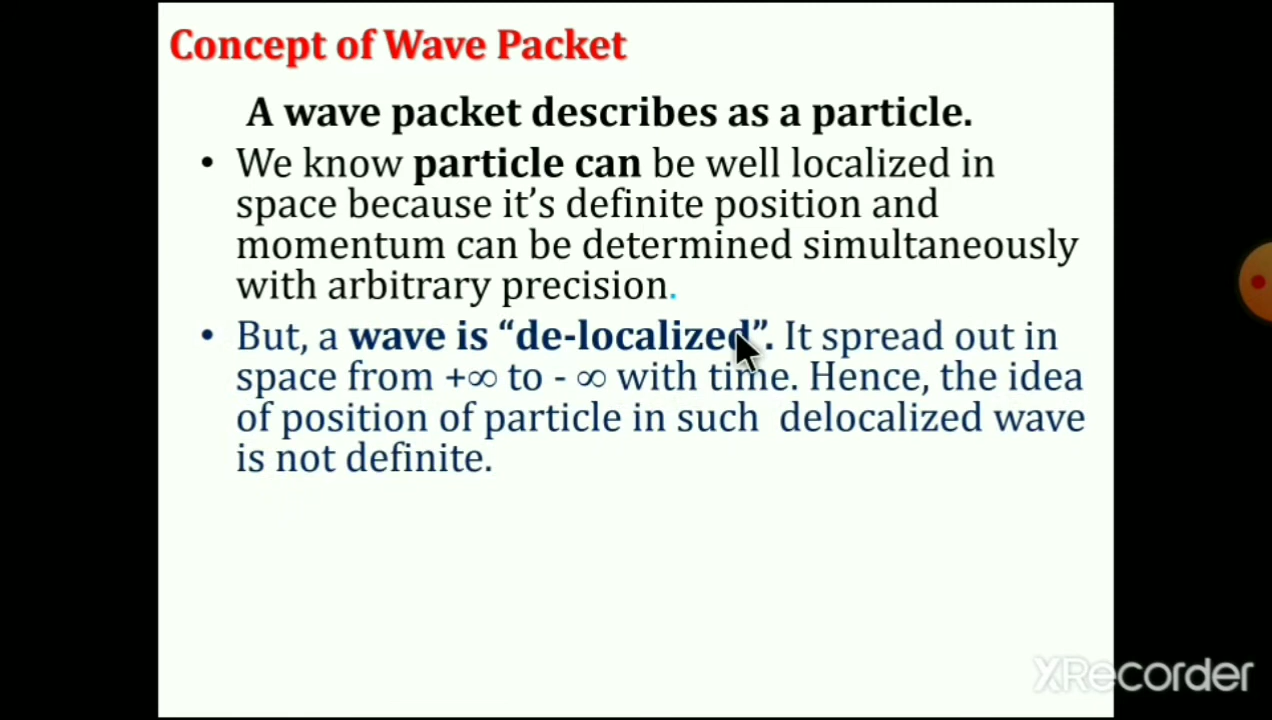 Concept of Wave Packet
A wave packet describes as a particle.
• We know particle can be well localized in
space because it’s definite position and
momentum can be determined simultaneously
with arbitrary precision.
• But, a wave is “de-localized”. It spread out in
space from +∞ to - ∞ with time. Hence, the idea
of position of particle in such delocalized wave
is not definite.
XRecorder